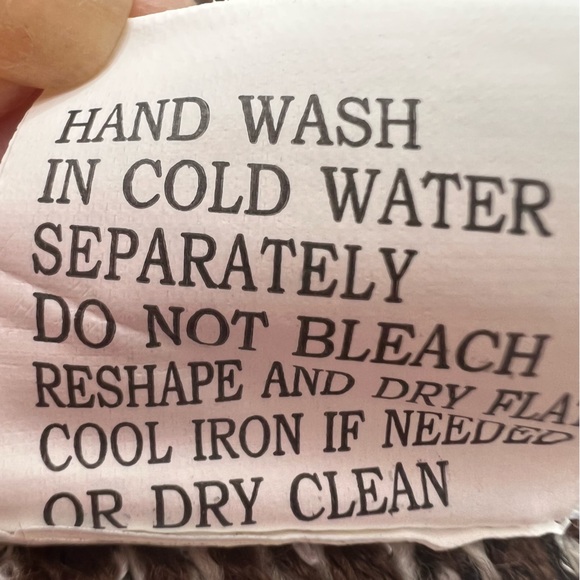 HAND WASH
IN COLD WATER
SEPARATELY
DO NOT BLEACH
RESHAPE AND DRY FLA
COOL IRON IF NEEDED
OR DRY CLEAN